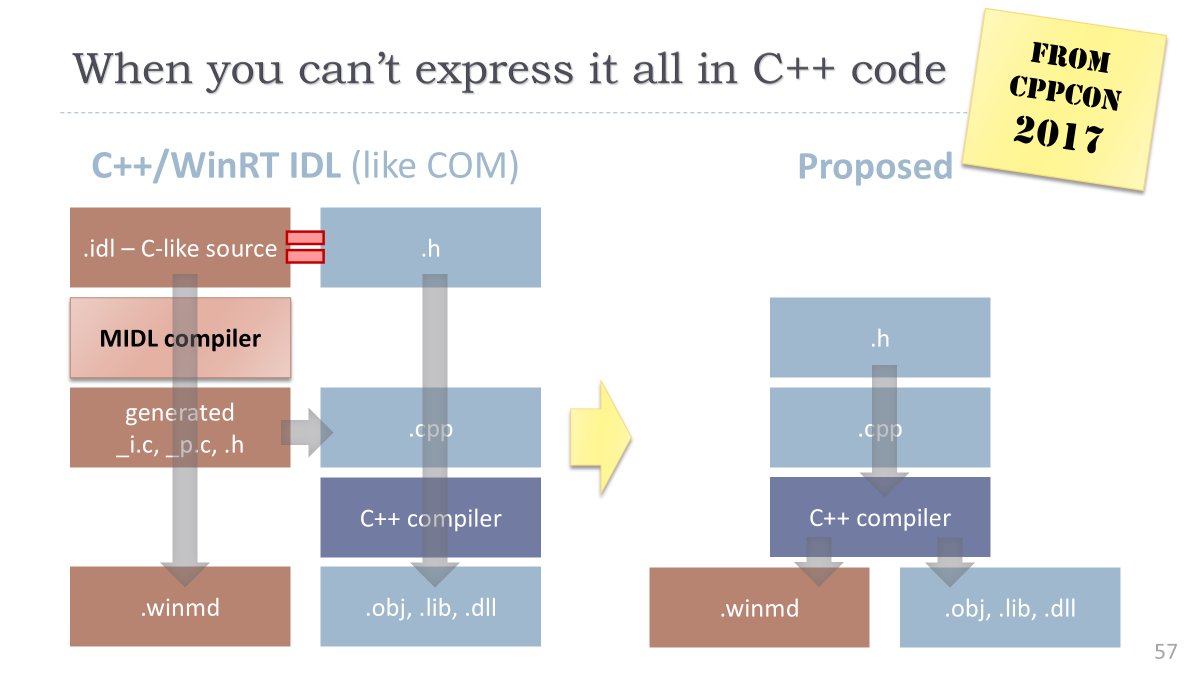 When you can’t express it all in C++ code
FROM
CPPCON
2017
C++/WinRT IDL (like COM)
Proposed
.idl – C-like source
.h
MIDL compiler
generated
_i.c, _p.c, .h
.cpp
C++ compiler
.winmd
.obj, .lib, .dll
.h
.cpp
C++ compiler
.winmd
.obj, .lib, .dll
57